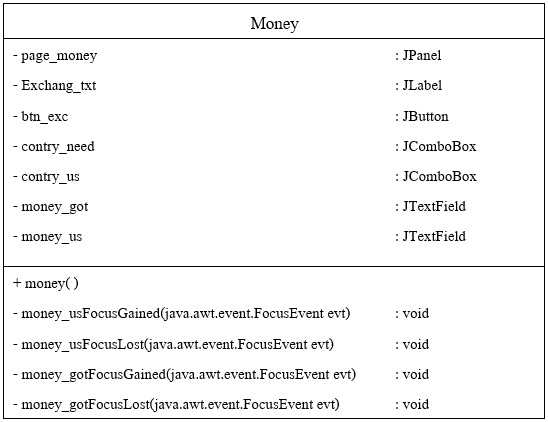 Money
- page_money : JPanel
- Exchang_txt : JLabel
- btn_exc : JButton
- contry_need : JComboBox
- contry_us : JComboBox
- money_got : JTextField
- money_us : JTextField
+ money( )
- money_usFocusGained(java.awt.event.FocusEvent evt) : void
- money_usFocusLost(java.awt.event.FocusEvent evt) : void
- money_gotFocusGained(java.awt.event.FocusEvent evt) : void
- money_gotFocusLost(java.awt.event.FocusEvent evt) : void